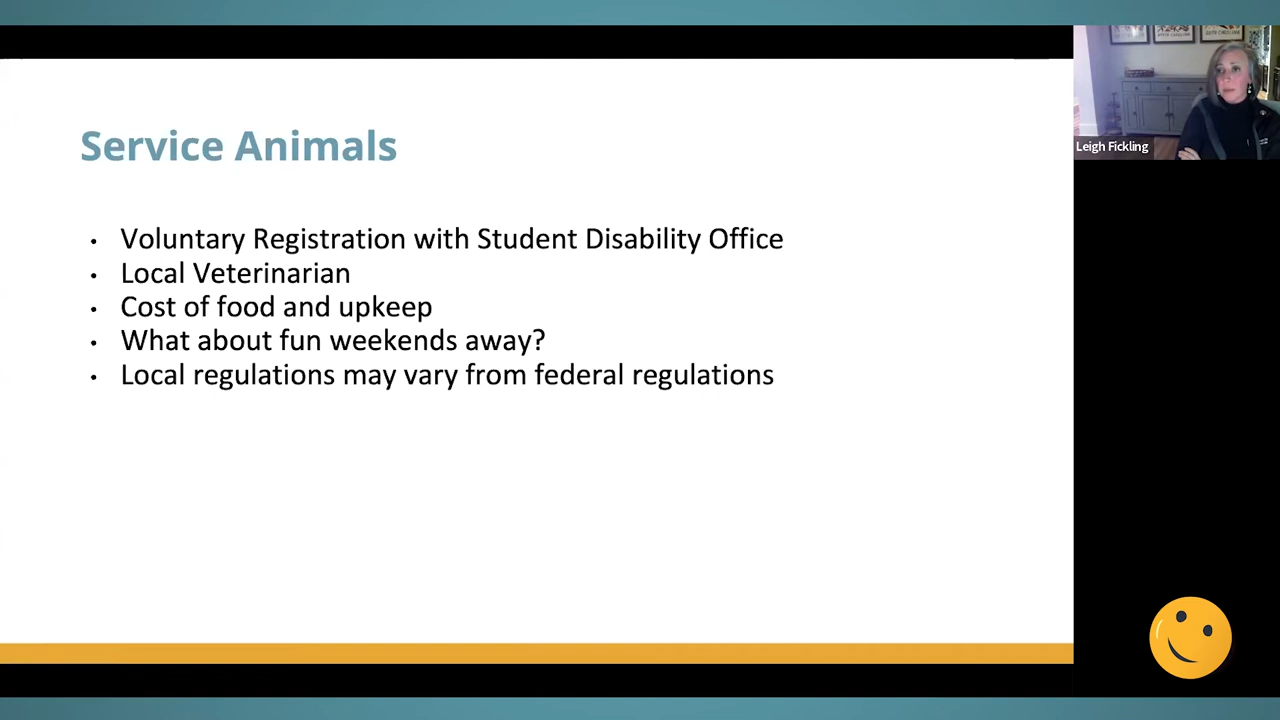 Service Animals
• Voluntary Registration with Student Disability Office
• Local Veterinarian
• Cost of food and upkeep
• What about fun weekends away?
• Local regulations may vary from federal regulations
Leigh Fickling